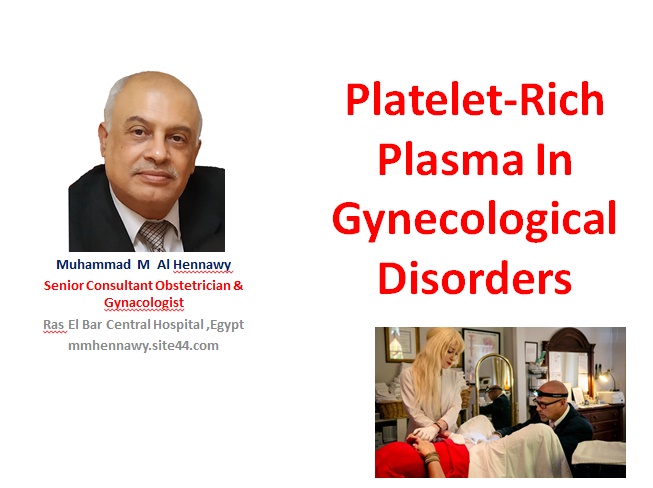 Platelet-Rich
Plasma In
Gynecological
Disorders
Muhammad M Al Hennawy
Senior Consultant Obstetrician &
Gynacologist
Ras El Bar Central Hospital ,Egypt
mmhennawy.site44.com